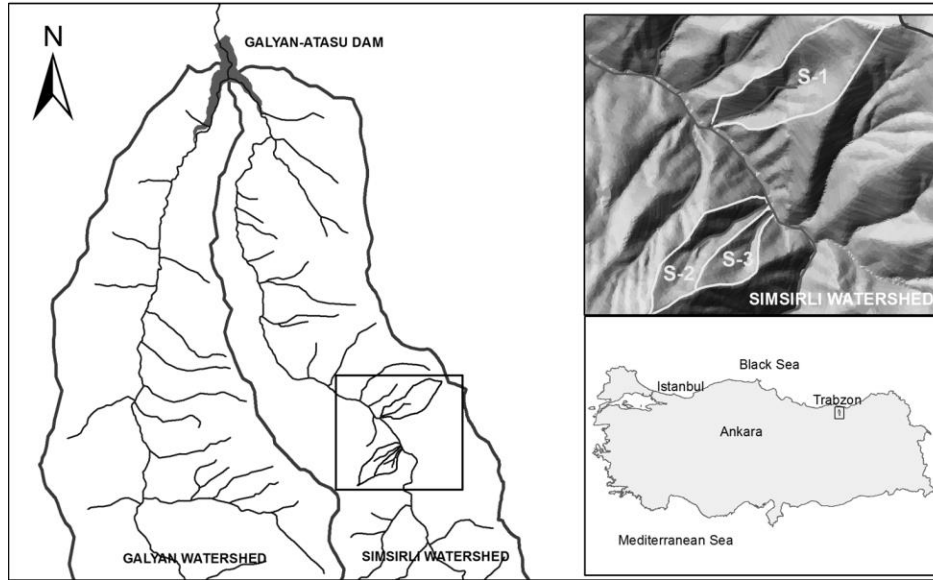 N
GALYAN-ATASU DAM
GALYAN WATERSHED
SIMSIRLI WATERSHED
S-1
S-2
S-3
SIMSIRLI WATERSHED
Black Sea
Istanbul
Trabzon
1
Ankara
Mediterranean Sea